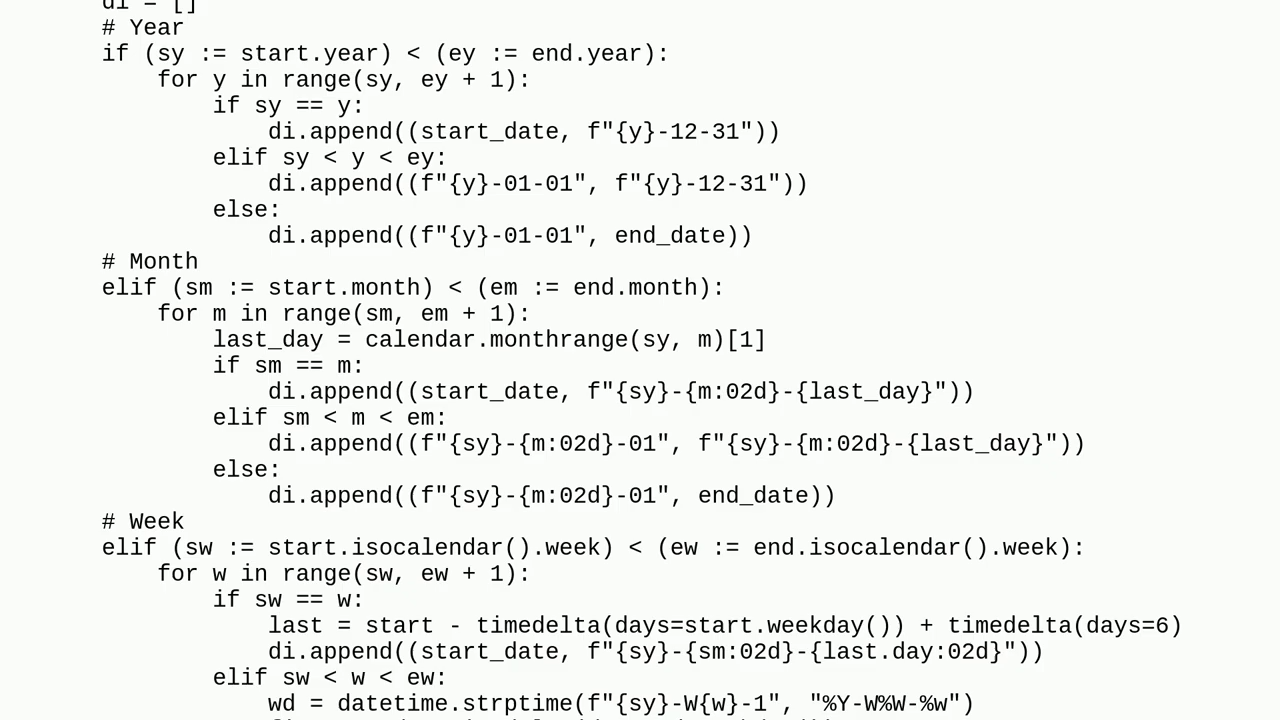 di = []
# Year
if (sy := start.year) < (ey := end.year):
    for y in range(sy, ey + 1):
        if sy == y:
            di.append((start_date, f"{y}-12-31"))
        elif sy < y < ey:
            di.append((f"{y}-01-01", f"{y}-12-31"))
        else:
            di.append((f"{y}-01-01", end_date))
# Month
elif (sm := start.month) < (em := end.month):
    for m in range(sm, em + 1):
        last_day = calendar.monthrange(sy, m)[1]
        if sm == m:
            di.append((start_date, f"{sy}-{m:02d}-{last_day}"))
        elif sm < m < em:
            di.append((f"{sy}-{m:02d}-01", f"{sy}-{m:02d}-{last_day}"))
        else:
            di.append((f"{sy}-{m:02d}-01", end_date))
# Week
elif (sw := start.isocalendar().week) < (ew := end.isocalendar().week):
    for w in range(sw, ew + 1):
        if sw == w:
            last = start - timedelta(days=start.weekday()) + timedelta(days=6)
            di.append((start_date, f"{sy}-{sm:02d}-{last.day:02d}"))
        elif sw < w < ew:
            wd = datetime.strptime(f"{sy}-W{w}-1", "%Y-W%W-%w")